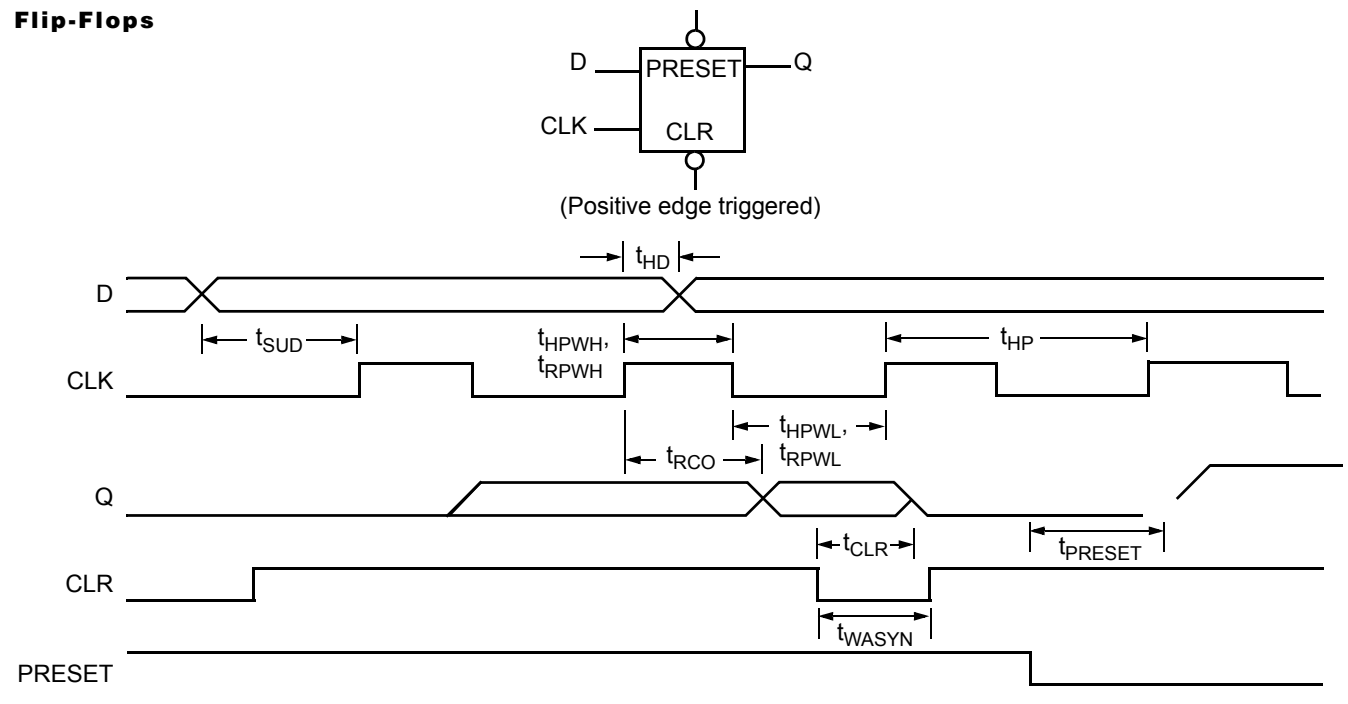 Flip-Flops
D
PRESET
Q
CLK
CLR
(Positive edge triggered)
tHD
D
tSUD
tHPWH,
tRPWH
tHP
CLK
tHPWL,
tRPWL
tRCO
Q
tCLR
tPRESET
CLR
tWASYN
PRESET